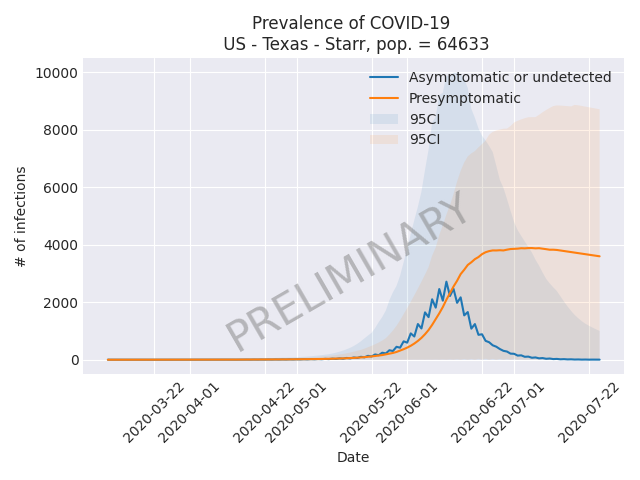 Prevalence of COVID-19
US - Texas - Starr, pop. = 64633
10000
8000
6000
4000
2000
0
# of infections
Asymptomatic or undetected
Presymptomatic
95CI
95CI
PRELIMINARY
2020-03-22
2020-04-01
2020-04-22
2020-05-01
2020-05-22
2020-06-01
2020-06-22
2020-07-01
2020-07-22
Date